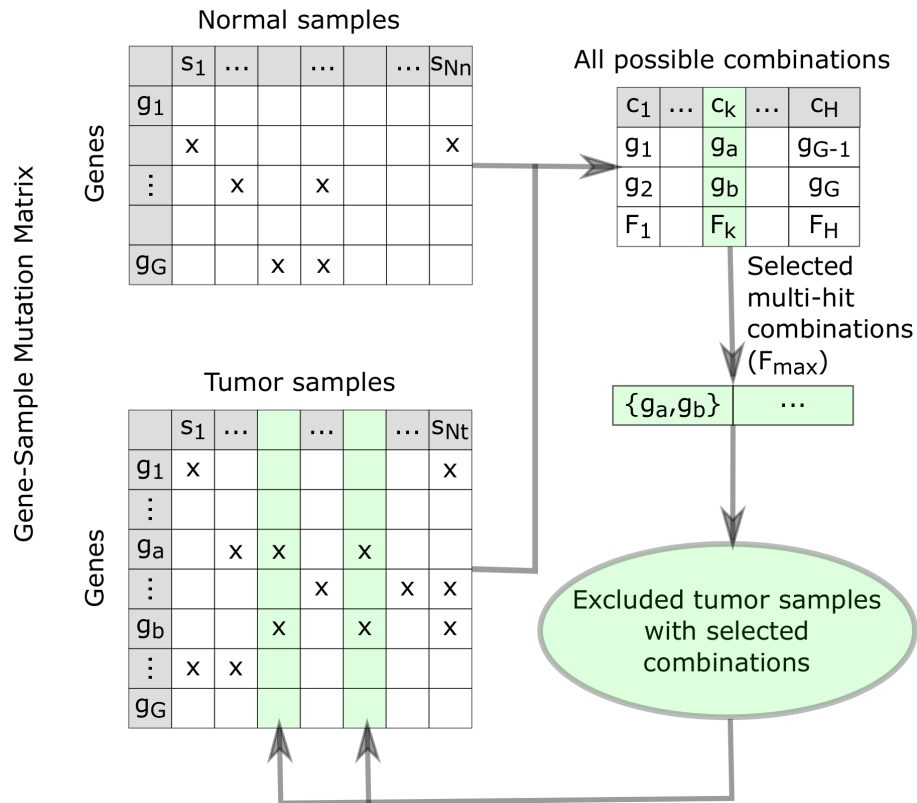 Gene-Sample Mutation Matrix
Normal samples
Genes
s1 ... ... ... sNn
g1
x x
⋮ x x
gG x x
Tumor samples
Genes
s1 ... ... ... sNt
g1 x x
⋮
ga x x x
⋮ x x x
gb x x x
⋮ x x
gG
All possible combinations
c1 ... ck ... cH
g1 ga gG-1
g2 gb gG
F1 Fk FH
Selected
multi-hit
combinations
(Fmax)
{ga,gb} ...
Excluded tumor samples
with selected
combinations